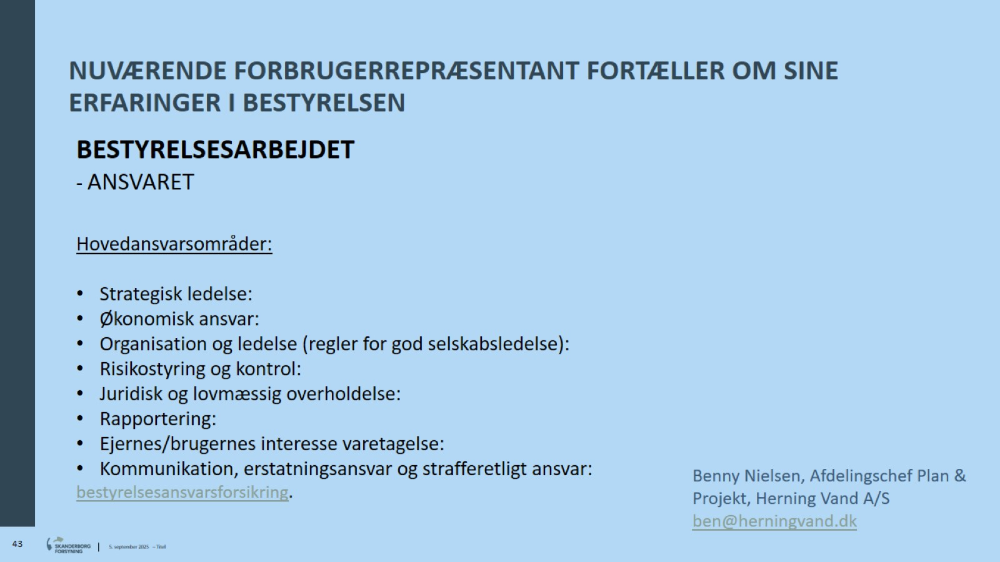 NUVÆRENDE FORBRUGERREPRÆSENTANT FORTÆLLER OM SINE
ERFARINGER I BESTYRELSEN
BESTYRELSESARBEJDET
- ANSVARET
Hovedansvarsområder:
• Strategisk ledelse:
• Økonomisk ansvar:
• Organisation og ledelse (regler for god selskabsledelse):
• Risikostyring og kontrol:
• Juridisk og lovmæssig overholdelse:
• Rapportering:
• Ejernes/brugernes interesse varetagelse:
• Kommunikation, erstatningsansvar og strafferetligt ansvar:
bestyrelsesansvarsforsikring.
Benny Nielsen, Afdelingschef Plan &
Projekt, Herning Vand A/S
ben@herningvand.dk
43
SKANDERBORG
FORSYNING
5. september 2025 – Titel